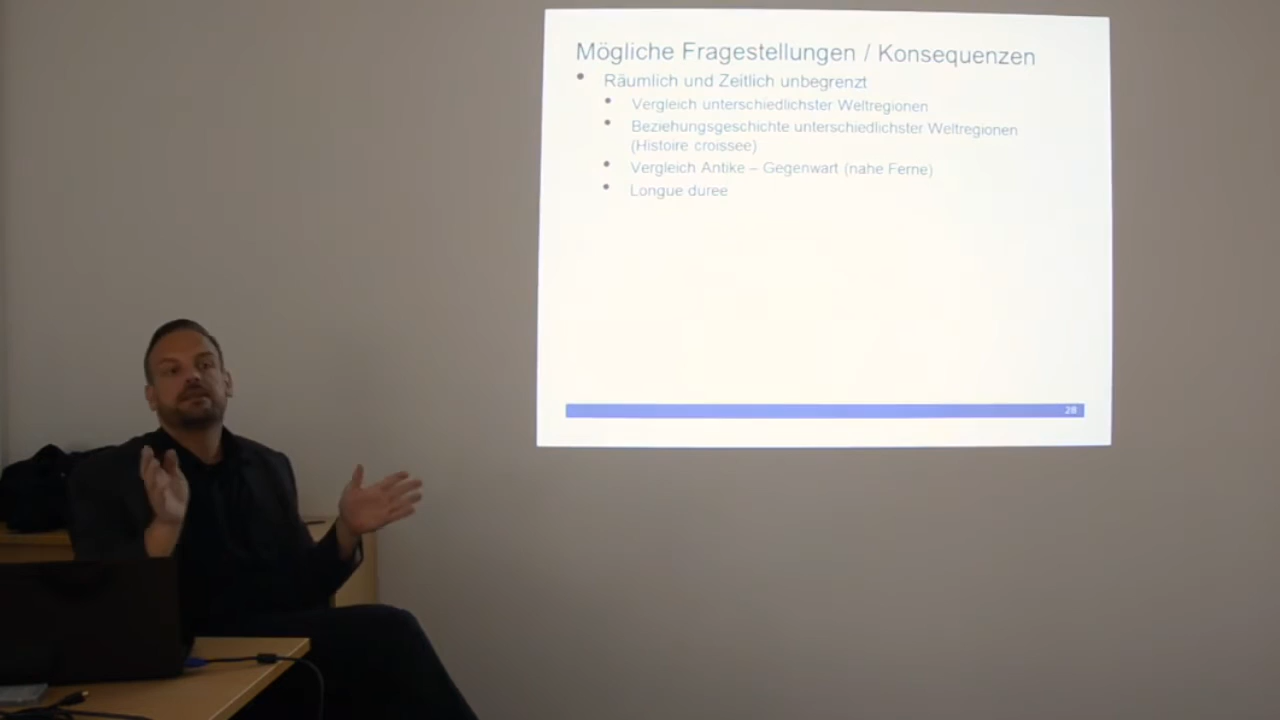 Mögliche Fragestellungen / Konsequenzen
Räumlich und Zeitlich unbegrenzt
Vergleich unterschiedlichster Weltregionen
Beziehungsgeschichte unterschiedlichster Weltregionen
(Histoire croissee)
Vergleich Antike – Gegenwart (nahe Ferne)
Longue duree
28